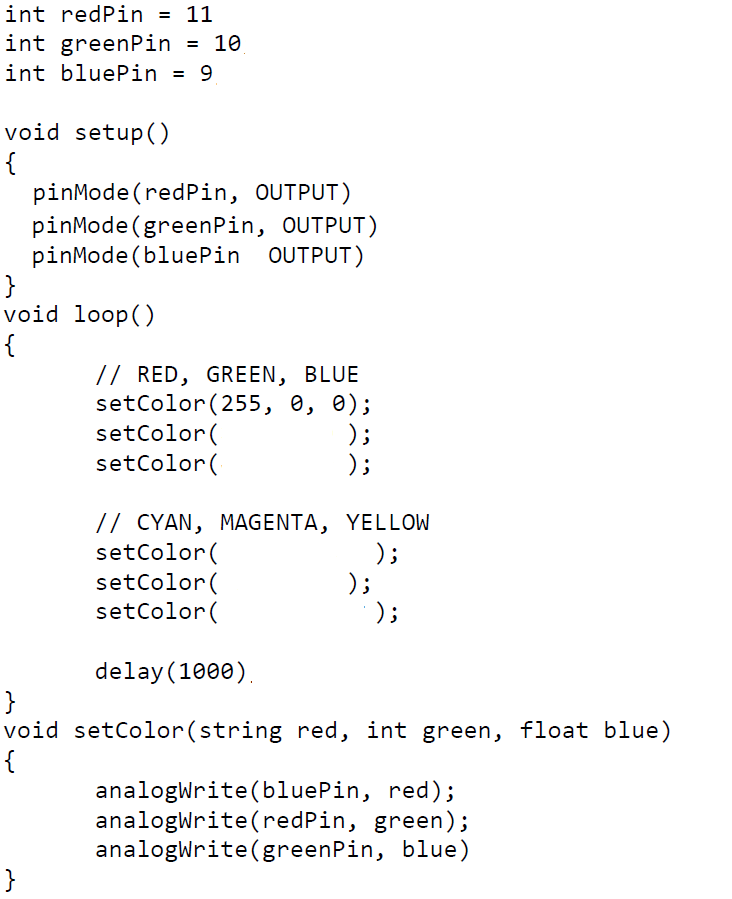 int redPin = 11
int greenPin = 10
int bluePin = 9
void setup()
{
pinMode(redPin, OUTPUT)
pinMode(greenPin, OUTPUT)
pinMode(bluePin  OUTPUT)
}
void loop()
{
// RED, GREEN, BLUE
setColor(255, 0, 0);
setColor(         );
setColor(         );
// CYAN, MAGENTA, YELLOW
setColor(           );
setColor(         );
setColor(           );
delay(1000)
}
void setColor(string red, int green, float blue)
{
analogWrite(bluePin, red);
analogWrite(redPin, green);
analogWrite(greenPin, blue)
}